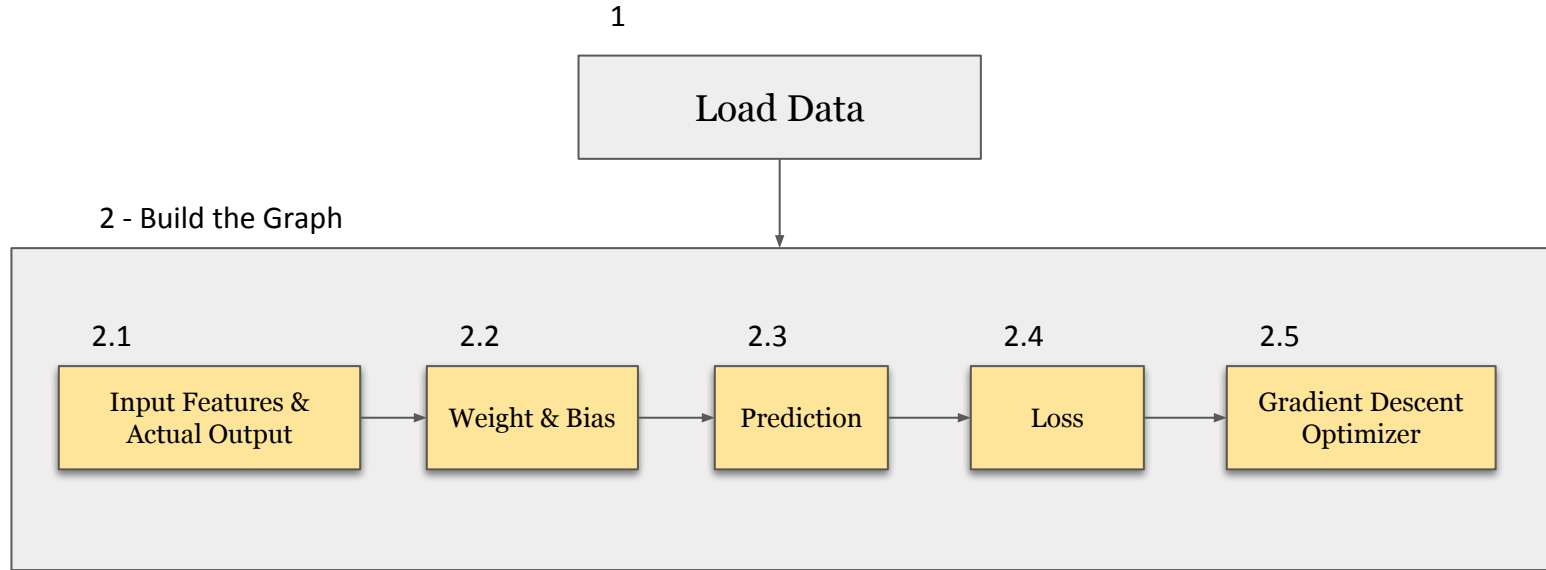 1
Load Data
2 - Build the Graph
2.1
2.2
2.3
2.4
2.5
Input Features &
Actual Output
Weight & Bias
Prediction
Loss
Gradient Descent
Optimizer